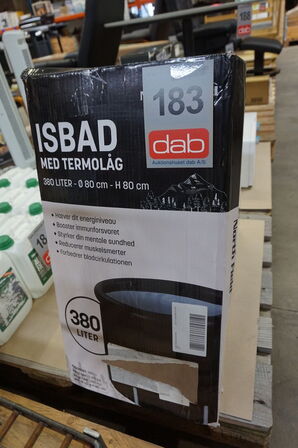 183
dab
Auktionshuset dab A/S
ISBAD
MED TERMOLÅG
380 LITER - Ø 80 cm - H 80 cm
• Hæver dit energiniveau
• Booster immunforsvaret
• Styrker din mentale sundhed
• Reducerer muskelsmerter
• Forbedrer blodcirkulationen
380
LITER
183